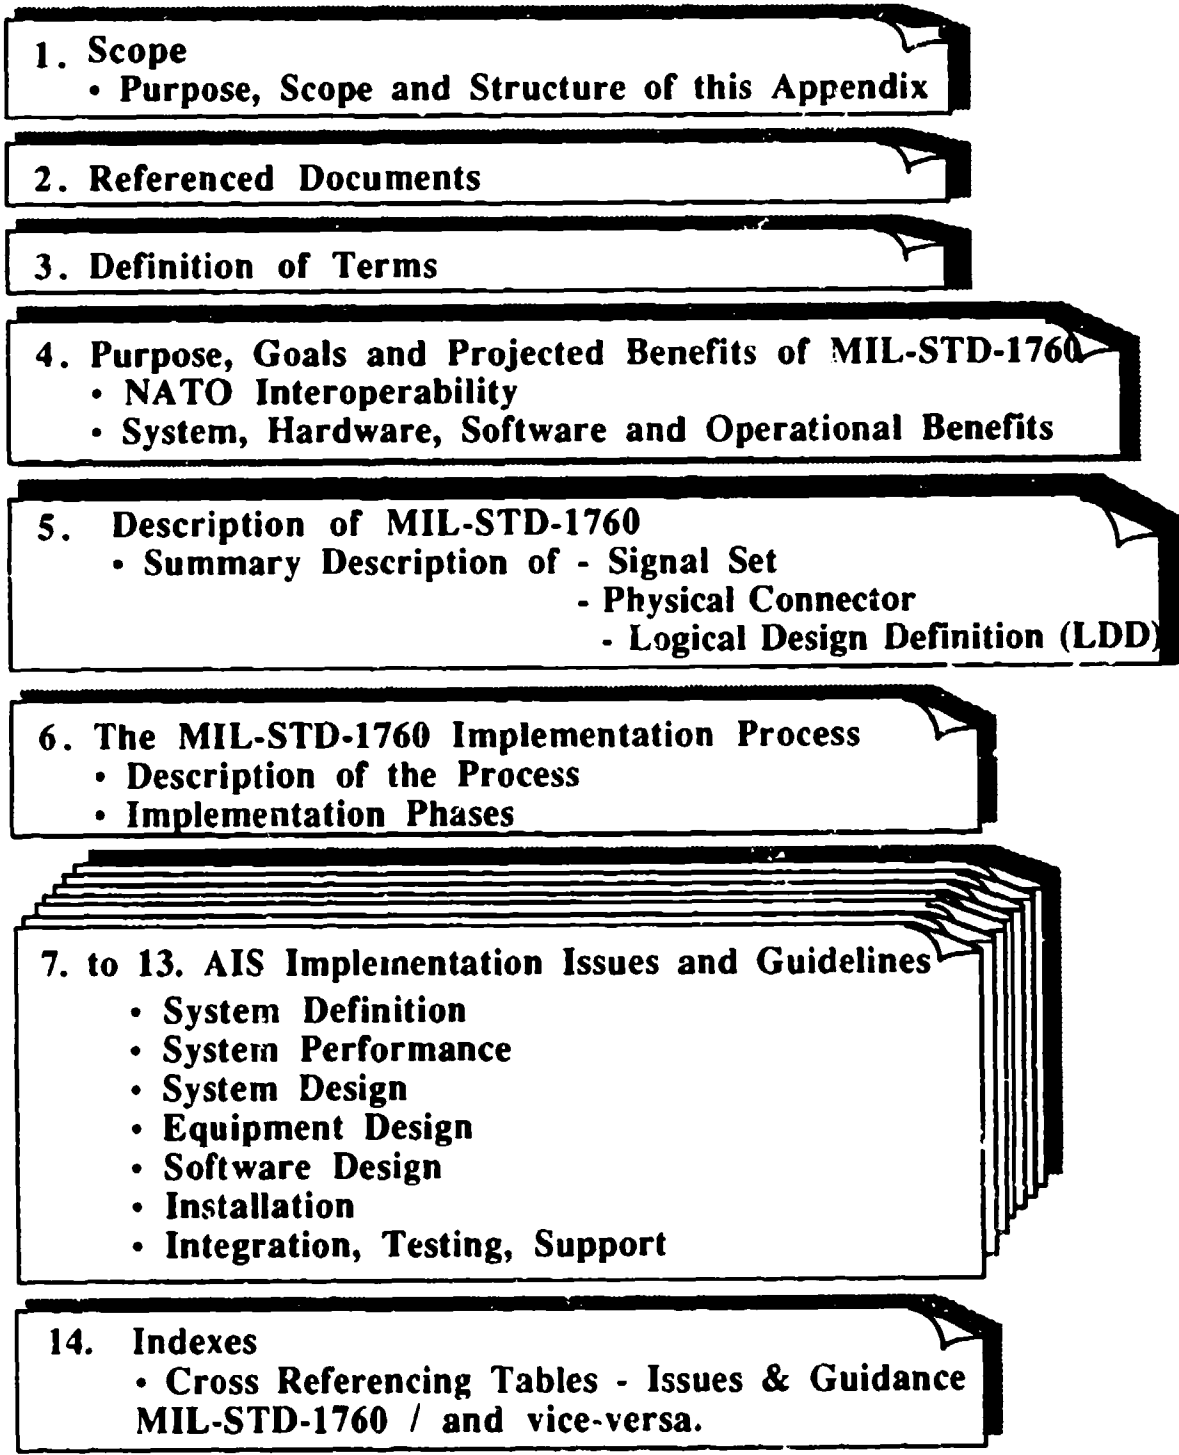 1. Scope
• Purpose, Scope and Structure of this Appendix
2. Referenced Documents
3. Definition of Terms
4. Purpose, Goals and Projected Benefits of MIL-STD-1760
• NATO Interoperability
• System, Hardware, Software and Operational Benefits
5. Description of MIL-STD-1760
• Summary Description of - Signal Set
- Physical Connector
- Logical Design Definition (LDD)
6. The MIL-STD-1760 Implementation Process
• Description of the Process
• Implementation Phases
7. to 13. AIS Implementation Issues and Guidelines
• System Definition
• System Performance
• System Design
• Equipment Design
• Software Design
• Installation
• Integration, Testing, Support
14. Indexes
• Cross Referencing Tables - Issues & Guidance
MIL-STD-1760 / and vice-versa.